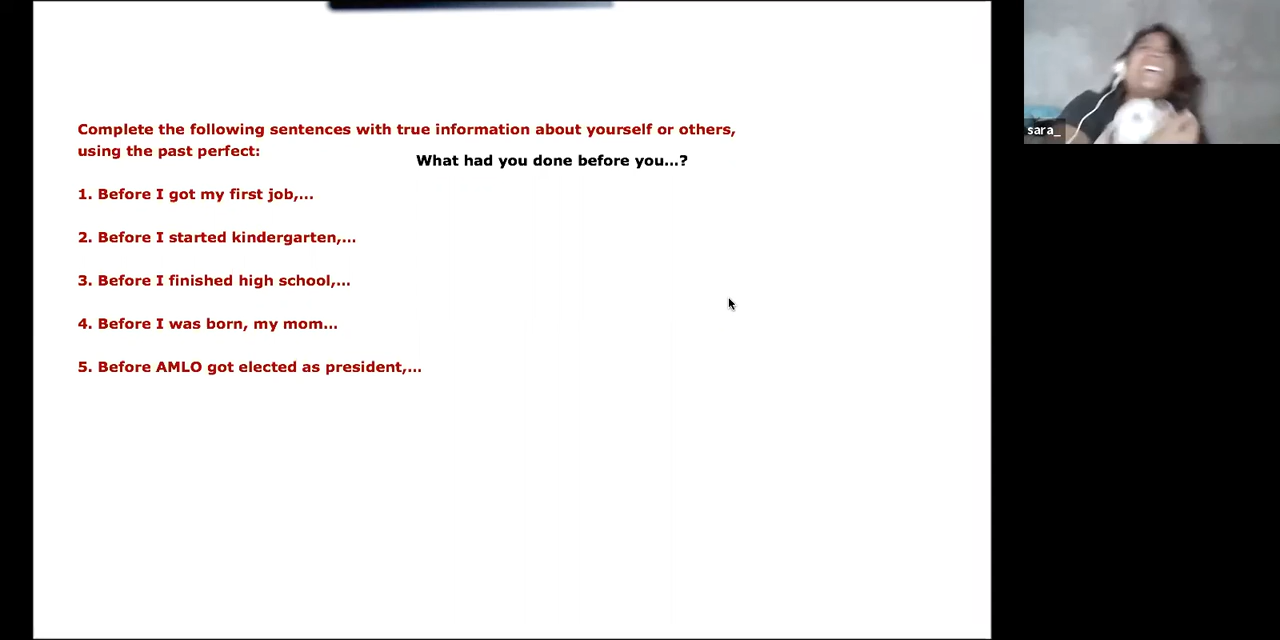 Complete the following sentences with true information about yourself or others,
using the past perfect:
What had you done before you...?
1. Before I got my first job,...
2. Before I started kindergarten,...
3. Before I finished high school,...
4. Before I was born, my mom...
5. Before AMLO got elected as president,...
sara_